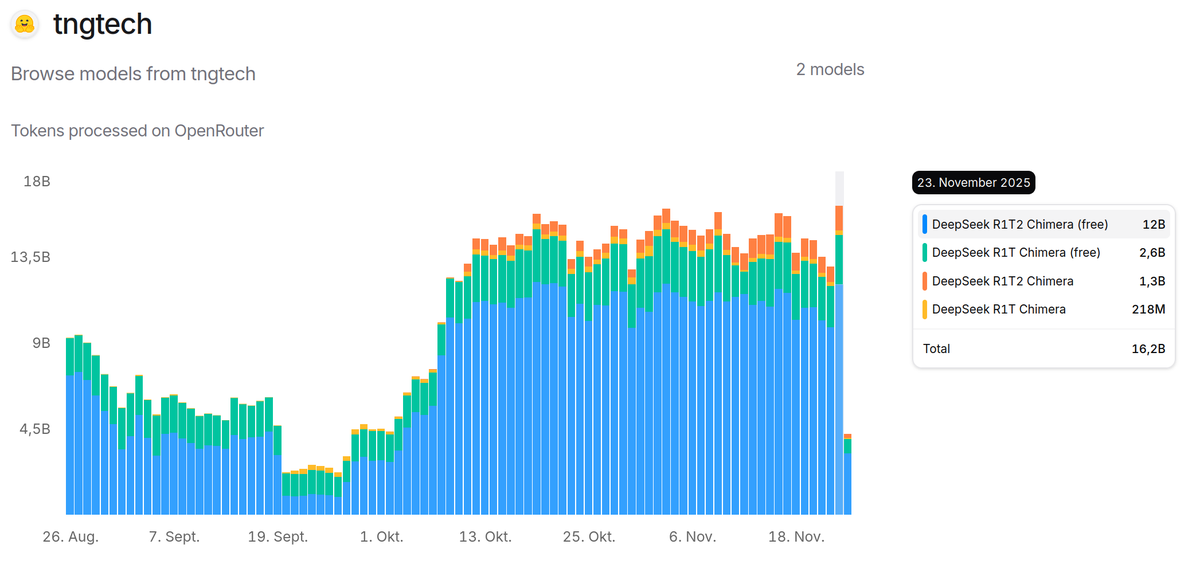 tngtech
Browse models from tngtech
2 models
Tokens processed on OpenRouter
18B
13,5B
9B
4,5B
26. Aug.
7. Sept.
19. Sept.
1. Okt.
13. Okt.
25. Okt.
6. Nov.
18. Nov.
23. November 2025
DeepSeek R1T2 Chimera (free) 12B
DeepSeek R1T Chimera (free) 2,6B
DeepSeek R1T2 Chimera 1,3B
DeepSeek R1T Chimera 218M
Total 16,2B